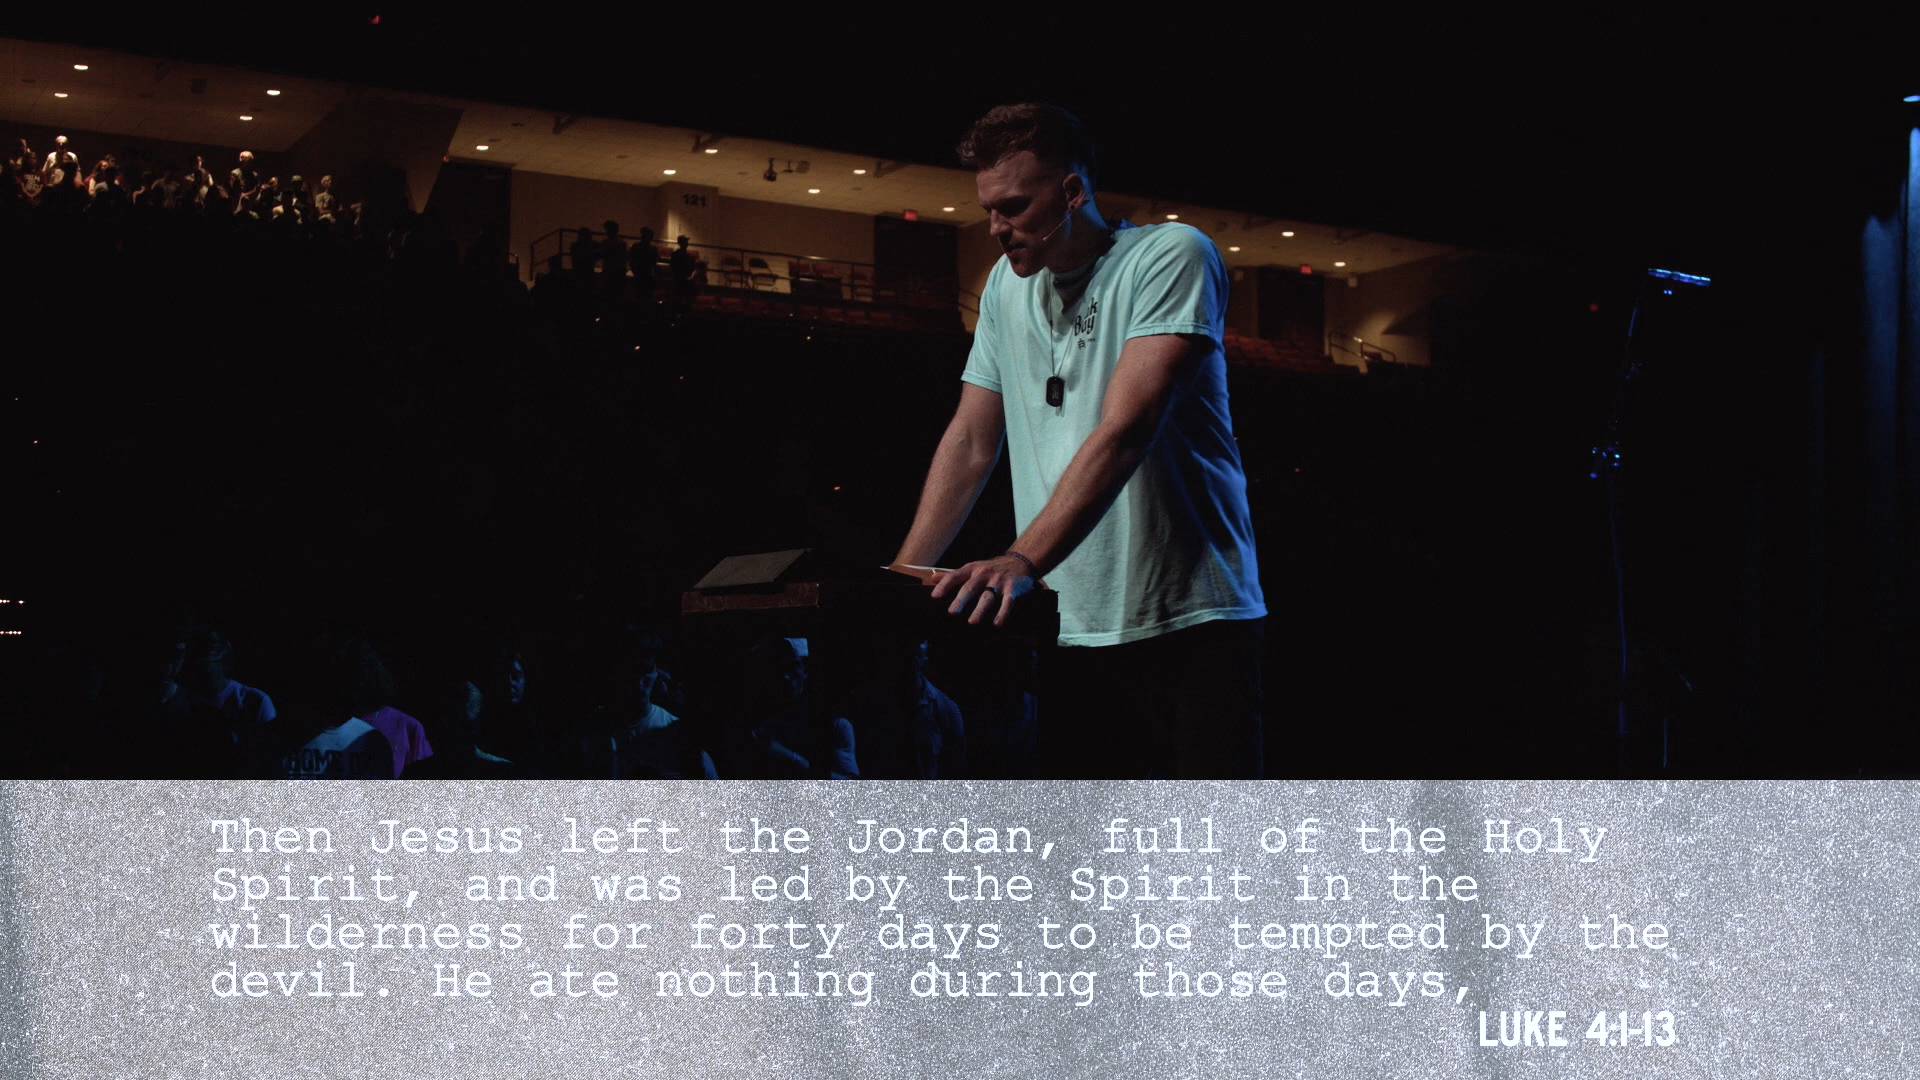 121
Then Jesus left the Jordan, full of the Holy
Spirit, and was led by the Spirit in the
wilderness for forty days to be tempted by the
devil. He ate nothing during those days,
LUKE 4:1-13